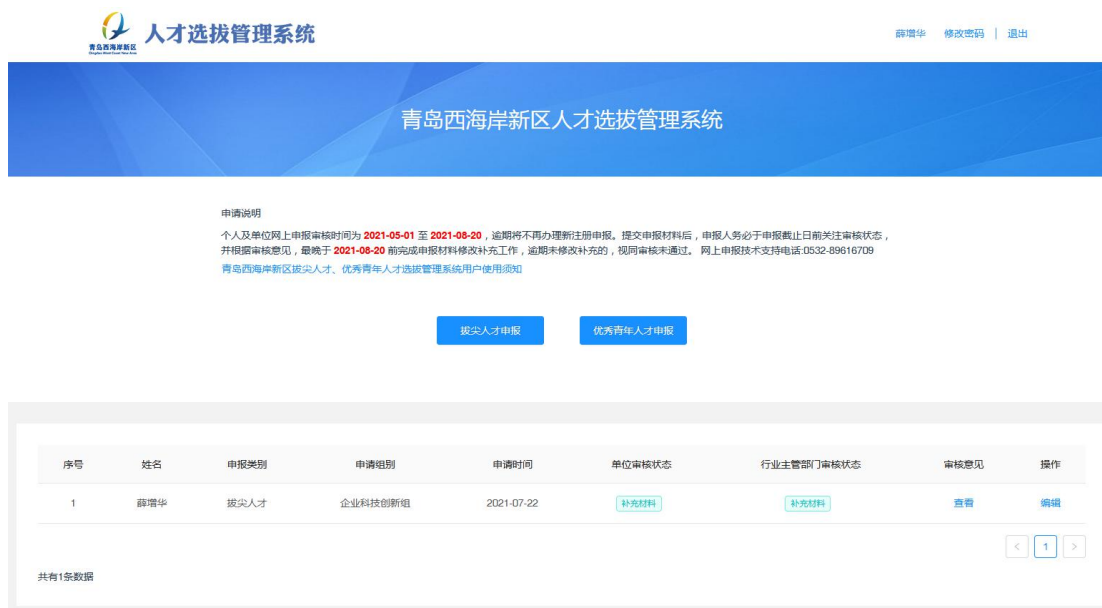 青岛西海岸新区
人才选拔管理系统
薛增华 修改密码 | 退出
青岛西海岸新区人才选拔管理系统
申请说明
个人及单位网上申报审核时间为 2021-05-01 至 2021-08-20，逾期将不再办理新注册申报。提交申报材料后，申报人务必于申报截止日前关注审核状态，
并根据审核意见，最晚于 2021-08-20 前完成申报材料修改补充工作，逾期未修改补充的，视同审核未通过。 网上申报技术支持电话:0532-89616709
青岛西海岸新区拔尖人才、优秀青年人才选拔管理系统用户使用须知
拔尖人才申报 优秀青年人才申报
序号 姓名 申报类别 申请组别 申请时间 单位审核状态 行业主管部门审核状态 审核意见 操作
1 薛增华 拔尖人才 企业科技创新组 2021-07-22 补充材料 补充材料 查看 编辑
< 1 >
共有1条数据